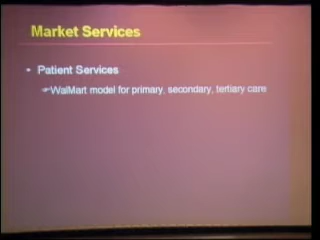 Market Services
• Patient Services
☞WalMart model for primary, secondary, tertiary care